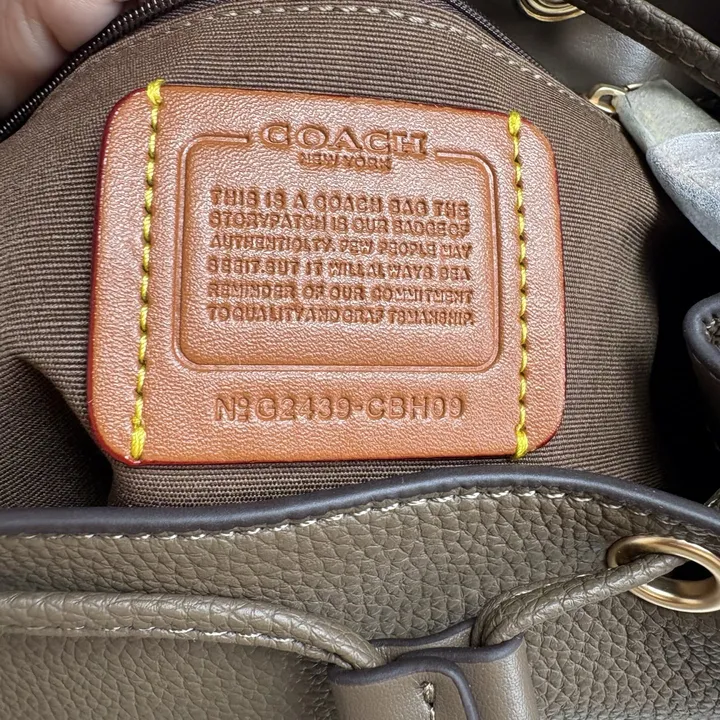 COACH
NEW YORK
THIS IS A COACH BAG THE
STORYPATCH IS OUR BADGE OF
AUTHENTICITY. FEW PEOPLE MAY
SEE IT. BUT IT WILL ALWAYS BE A
REMINDER OF OUR COMMITMENT
TO QUALITY AND CRAFTSMANSHIP.
Nº G2439-CBH09